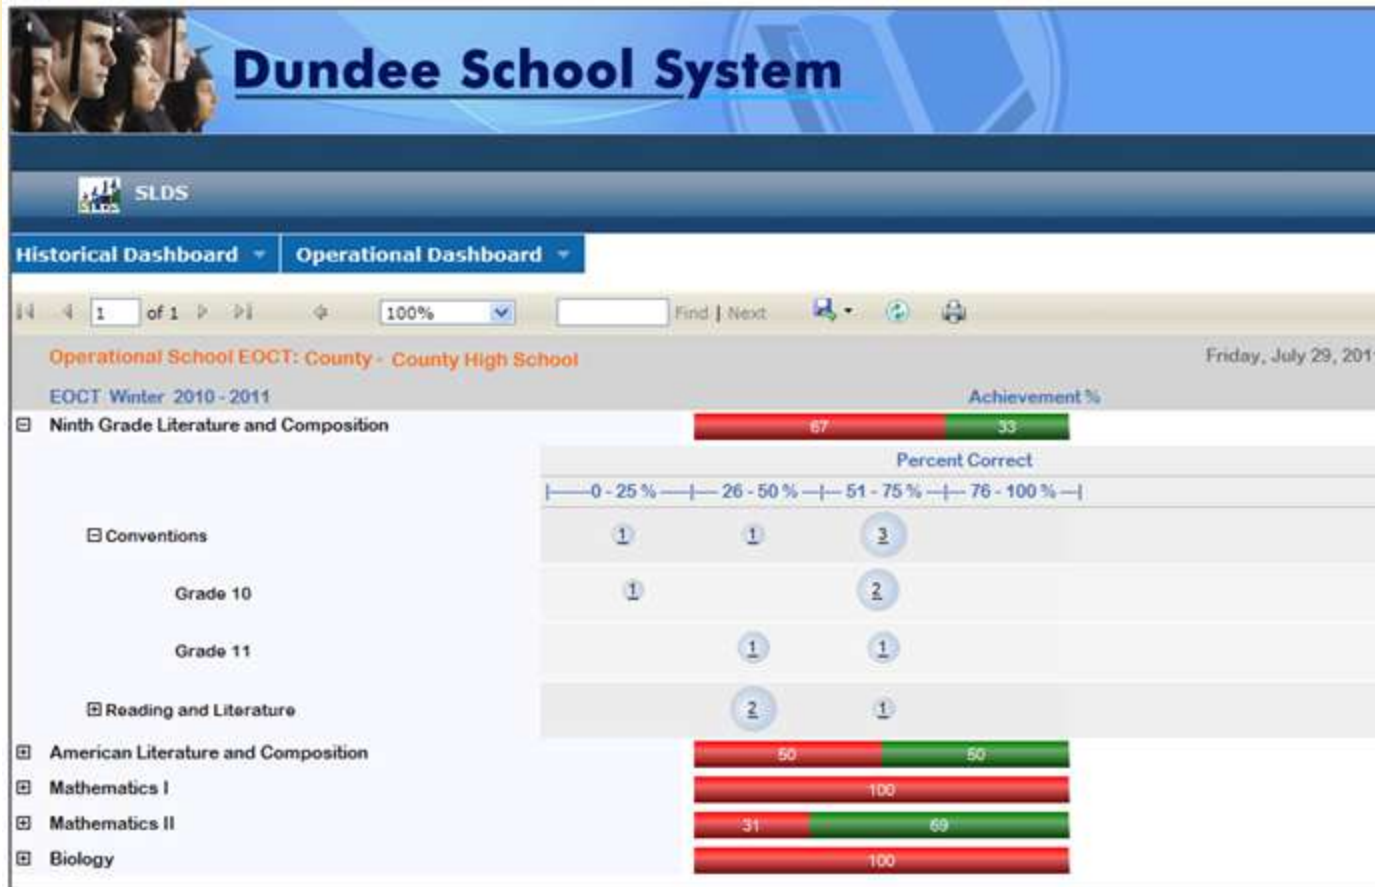 Dundee School System
SLDS
Historical Dashboard Operational Dashboard
1 of 1 100% Find | Next
Operational School EOCT: County - County High School Friday, July 29, 201
EOCT Winter 2010 - 2011 Achievement %
Ninth Grade Literature and Composition 67 33
Percent Correct
0 - 25 % 26 - 50 % 51 - 75 % 76 - 100 %
Conventions 1 1 3
Grade 10 1 2
Grade 11 1 1
Reading and Literature 2 1
American Literature and Composition 50 50
Mathematics I 100
Mathematics II 31 69
Biology 100